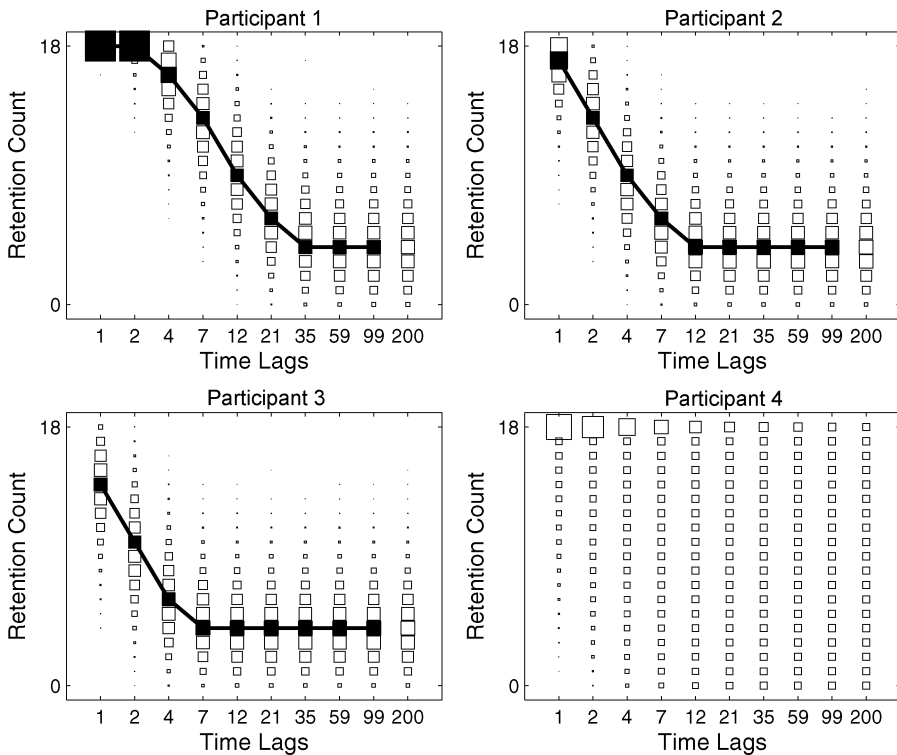 Participant 1
Retention Count
18
0
1 2 4 7 12 21 35 59 99 200
Time Lags
Participant 2
Retention Count
18
0
1 2 4 7 12 21 35 59 99 200
Time Lags
Participant 3
Retention Count
18
0
1 2 4 7 12 21 35 59 99 200
Time Lags
Participant 4
Retention Count
18
0
1 2 4 7 12 21 35 59 99 200
Time Lags